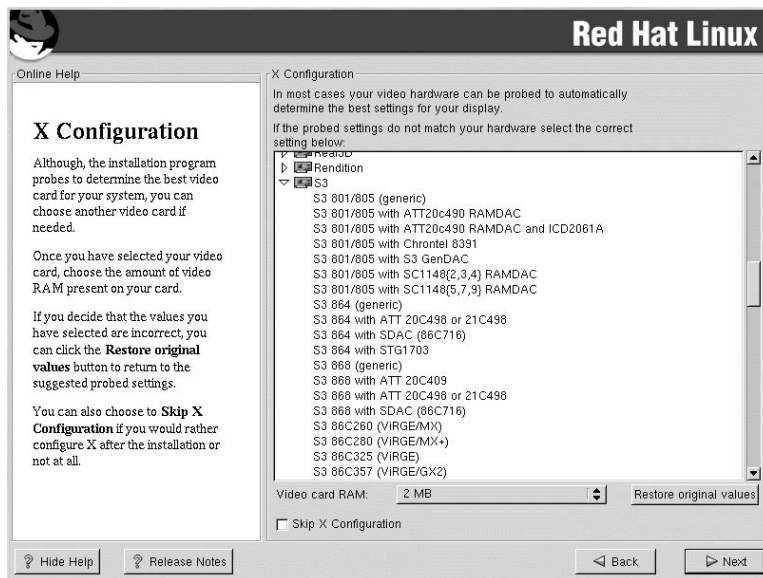 Red Hat Linux
Online Help
X Configuration
Although, the installation program
probes to determine the best video
card for your system, you can
choose another video card if
needed.
Once you have selected your video
card, choose the amount of video
RAM present on your card.
If you decide that the values you
have selected are incorrect, you
can click the Restore original
values button to return to the
suggested probed settings.
You can also choose to Skip X
Configuration if you would rather
configure X after the installation or
not at all.
X Configuration
In most cases your video hardware can be probed to automatically
determine the best settings for your display.
If the probed settings do not match your hardware select the correct
setting below:
Real3D
Rendition
S3
S3 801/805 (generic)
S3 801/805 with ATT20c490 RAMDAC
S3 801/805 with ATT20c490 RAMDAC and ICD2061A
S3 801/805 with Chrontel 8391
S3 801/805 with S3 GenDAC
S3 801/805 with SC1148{2,3,4} RAMDAC
S3 801/805 with SC1148{5,7,9} RAMDAC
S3 864 (generic)
S3 864 with ATT 20C498 or 21C498
S3 864 with SDAC (86C716)
S3 864 with STG1703
S3 868 (generic)
S3 868 with ATT 20C409
S3 868 with ATT 20C498 or 21C498
S3 868 with SDAC (86C716)
S3 86C260 (ViRGE/MX)
S3 86C280 (ViRGE/MX+)
S3 86C325 (ViRGE)
S3 86C357 (ViRGE/GX2)
Video card RAM: 2 MB Restore original values
Skip X Configuration
Hide Help Release Notes Back Next